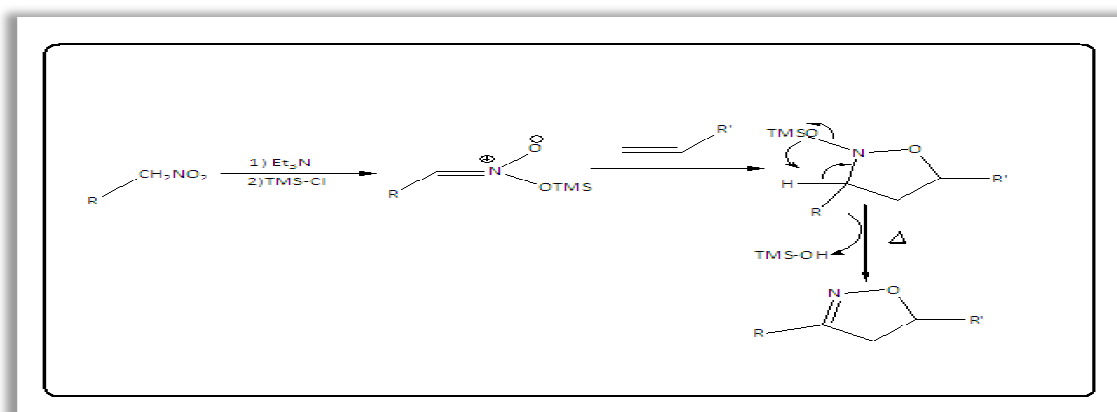 R CH₂NO₂
1) Et₃N
2)TMS-Cl
R N ⊕ O ⊖
OTMS
R'
TMSO
N O
H
R
R'
TMS-OH
Δ
N O
R
R'